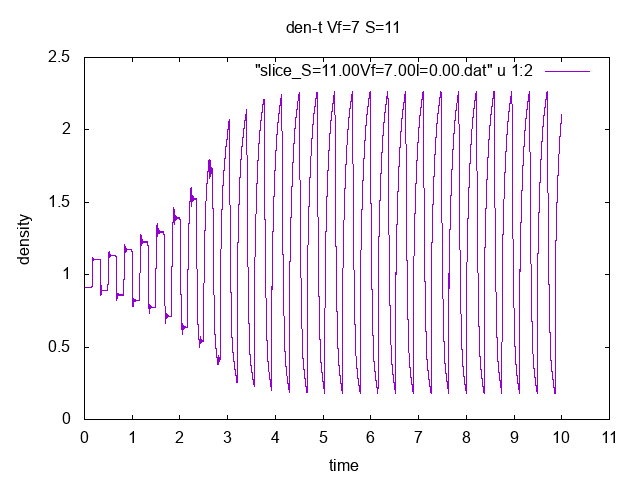 den-t Vf=7 S=11
"slice_S=11.00Vf=7.00I=0.00.dat" u 1:2
2.5
2
1.5
1
0.5
0
density
0 1 2 3 4 5 6 7 8 9 10 11
time